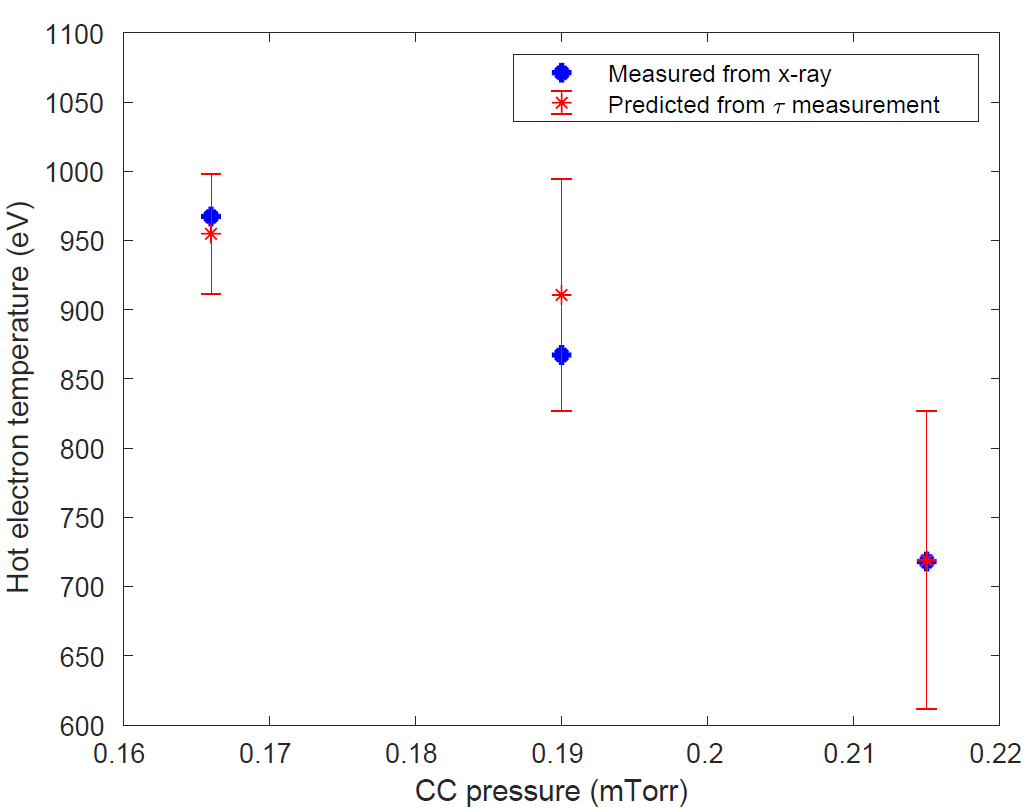 1100
1050
1000
950
900
850
800
750
700
650
600
Hot electron temperature (eV)
Measured from x-ray
Predicted from τ measurement
0.16 0.17 0.18 0.19 0.2 0.21 0.22
CC pressure (mTorr)